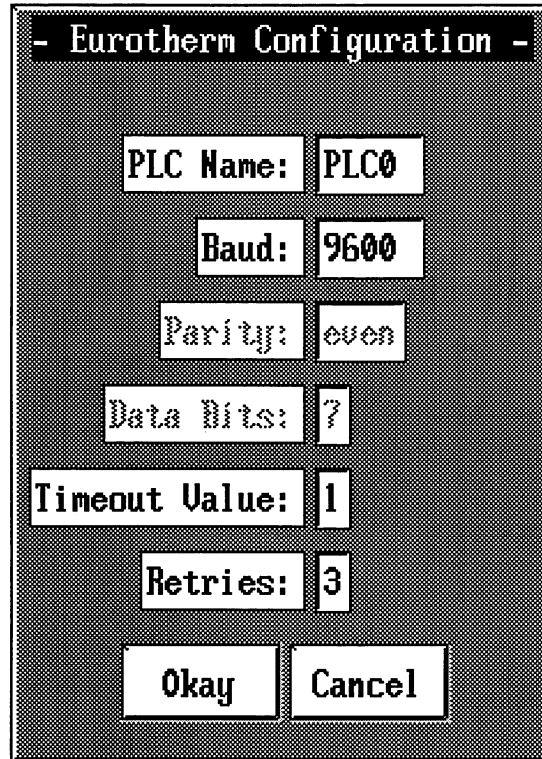 - Eurotherm Configuration -
PLC Name: PLC0
Baud: 9600
Parity: even
Data Bits: 7
Timeout Value: 1
Retries: 3
Okay Cancel